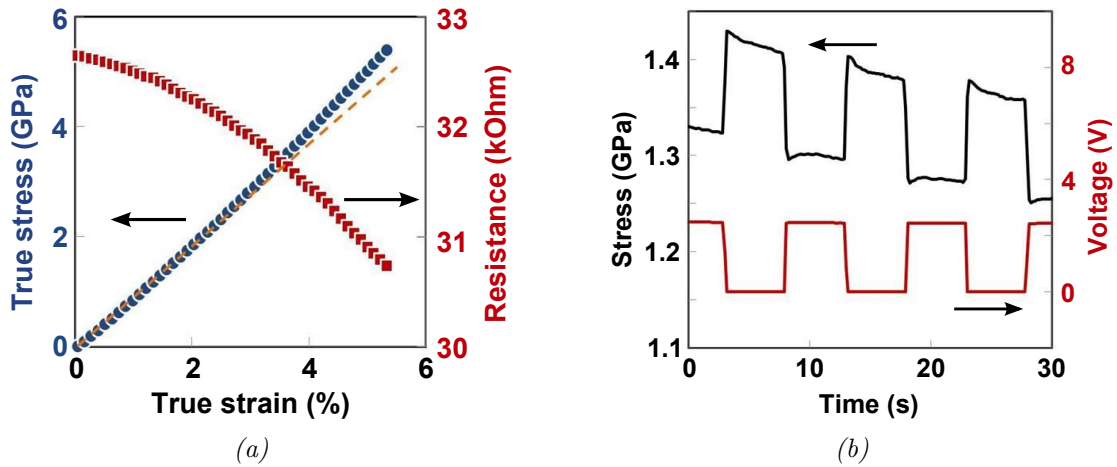 6
4
2
0
True stress (GPa)
33
32
31
30
Resistance (kOhm)
0
2
4
6
True strain (%)
(a)
1.4
1.3
1.2
1.1
Stress (GPa)
8
4
0
Voltage (V)
0
10
20
30
Time (s)
(b)